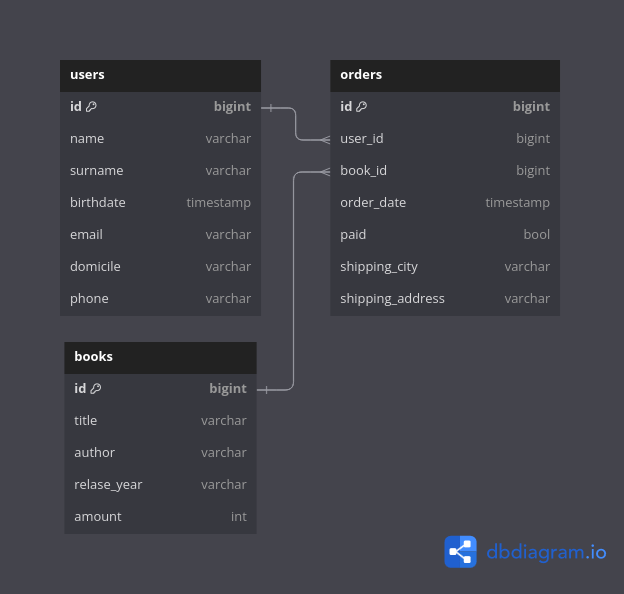 users
id bigint
name varchar
surname varchar
birthdate timestamp
email varchar
domicile varchar
phone varchar
orders
id bigint
user_id bigint
book_id bigint
order_date timestamp
paid bool
shipping_city varchar
shipping_address varchar
books
id bigint
title varchar
author varchar
relase_year varchar
amount int
dbdiagram.io